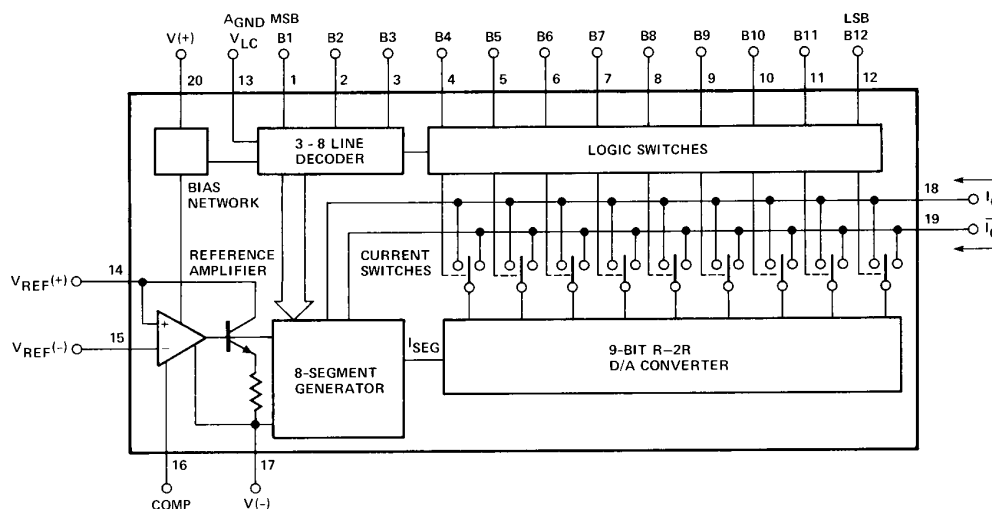 AGND MSB LSB
V(+) VLC B1 B2 B3 B4 B5 B6 B7 B8 B9 B10 B11 B12
20 13 1 2 3 4 5 6 7 8 9 10 11 12
3 - 8 LINE
DECODER
LOGIC SWITCHES
BIAS
NETWORK
18
19
REFERENCE
AMPLIFIER
CURRENT
SWITCHES
14
VREF(+)
+
15
VREF(-)
−
8-SEGMENT
GENERATOR
ISEG
9-BIT R–2R
D/A CONVERTER
16 17
COMP V(-)